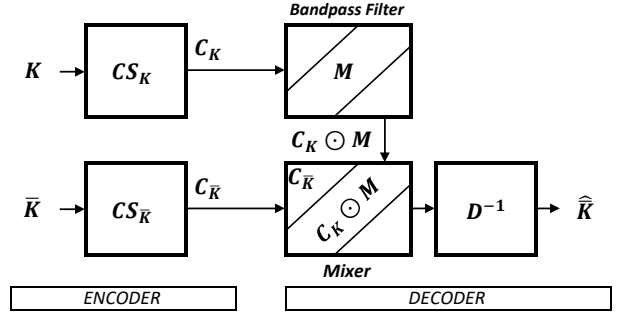 Bandpass Filter
K
CS_K
C_K
M
C_K ⊙ M
K̄
CS_K̄
C_K̄
C_K̄
C_K ⊙ M
D⁻¹
K̄̂
Mixer
ENCODER
DECODER